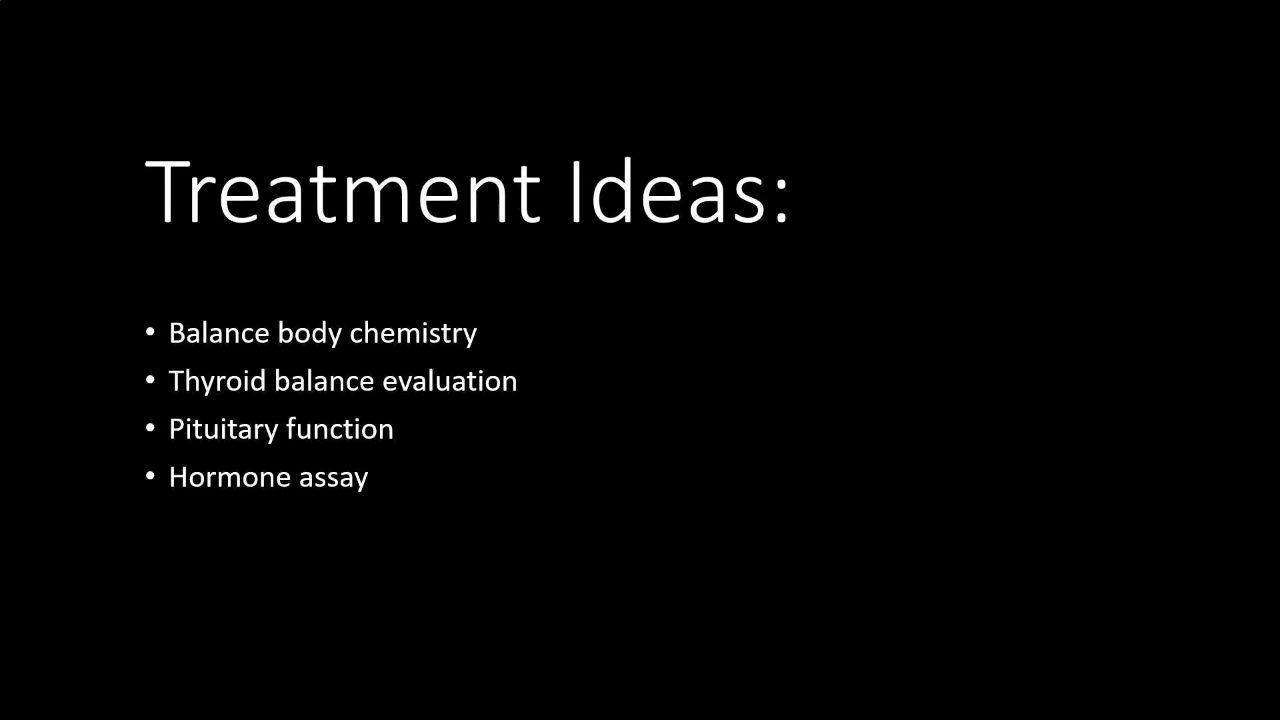 Treatment Ideas:
• Balance body chemistry
• Thyroid balance evaluation
• Pituitary function
• Hormone assay